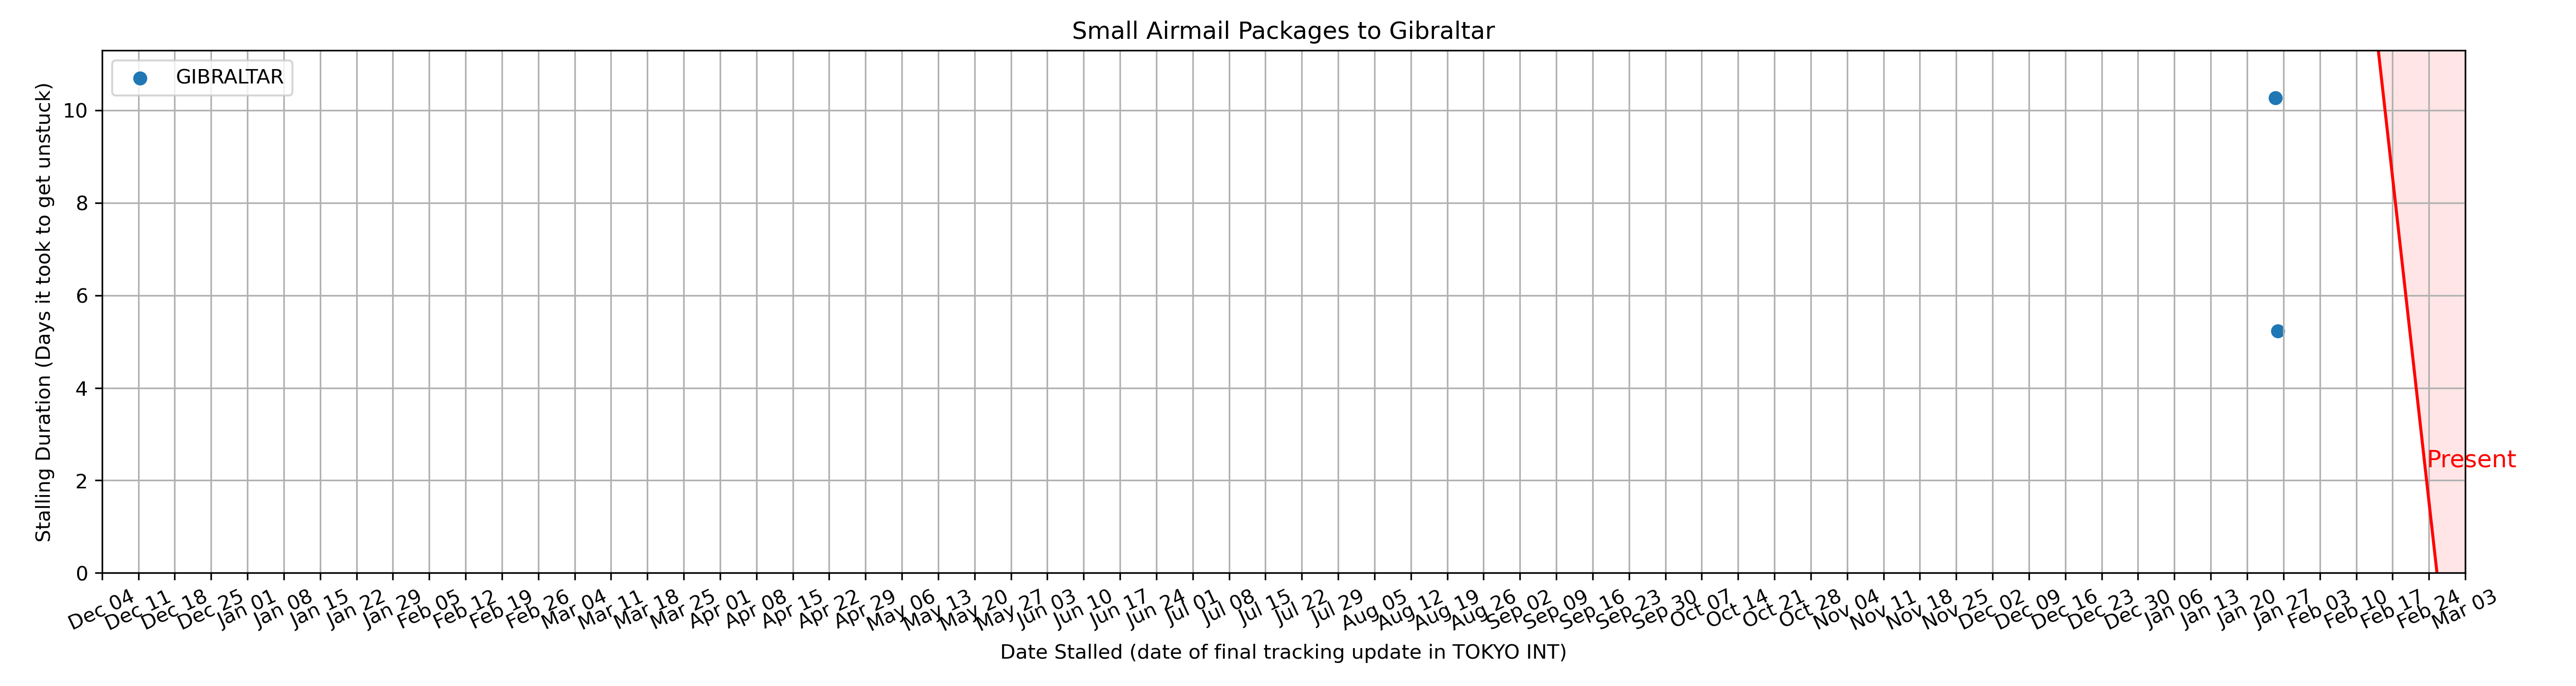 Small Airmail Packages to Gibraltar
GIBRALTAR
Stalling Duration (Days it took to get unstuck)
10
8
6
4
2
0
Present
Dec 04
Dec 11
Dec 18
Dec 25
Jan 01
Jan 08
Jan 15
Jan 22
Jan 29
Feb 05
Feb 12
Feb 19
Feb 26
Mar 04
Mar 11
Mar 18
Mar 25
Apr 01
Apr 08
Apr 15
Apr 22
Apr 29
May 06
May 13
May 20
May 27
Jun 03
Jun 10
Jun 17
Jun 24
Jul 01
Jul 08
Jul 15
Jul 22
Jul 29
Aug 05
Aug 12
Aug 19
Aug 26
Sep 02
Sep 09
Sep 16
Sep 23
Sep 30
Oct 07
Oct 14
Oct 21
Oct 28
Nov 04
Nov 11
Nov 18
Nov 25
Dec 02
Dec 09
Dec 16
Dec 23
Dec 30
Jan 06
Jan 13
Jan 20
Jan 27
Feb 03
Feb 10
Feb 17
Feb 24
Mar 03
Date Stalled (date of final tracking update in TOKYO INT)